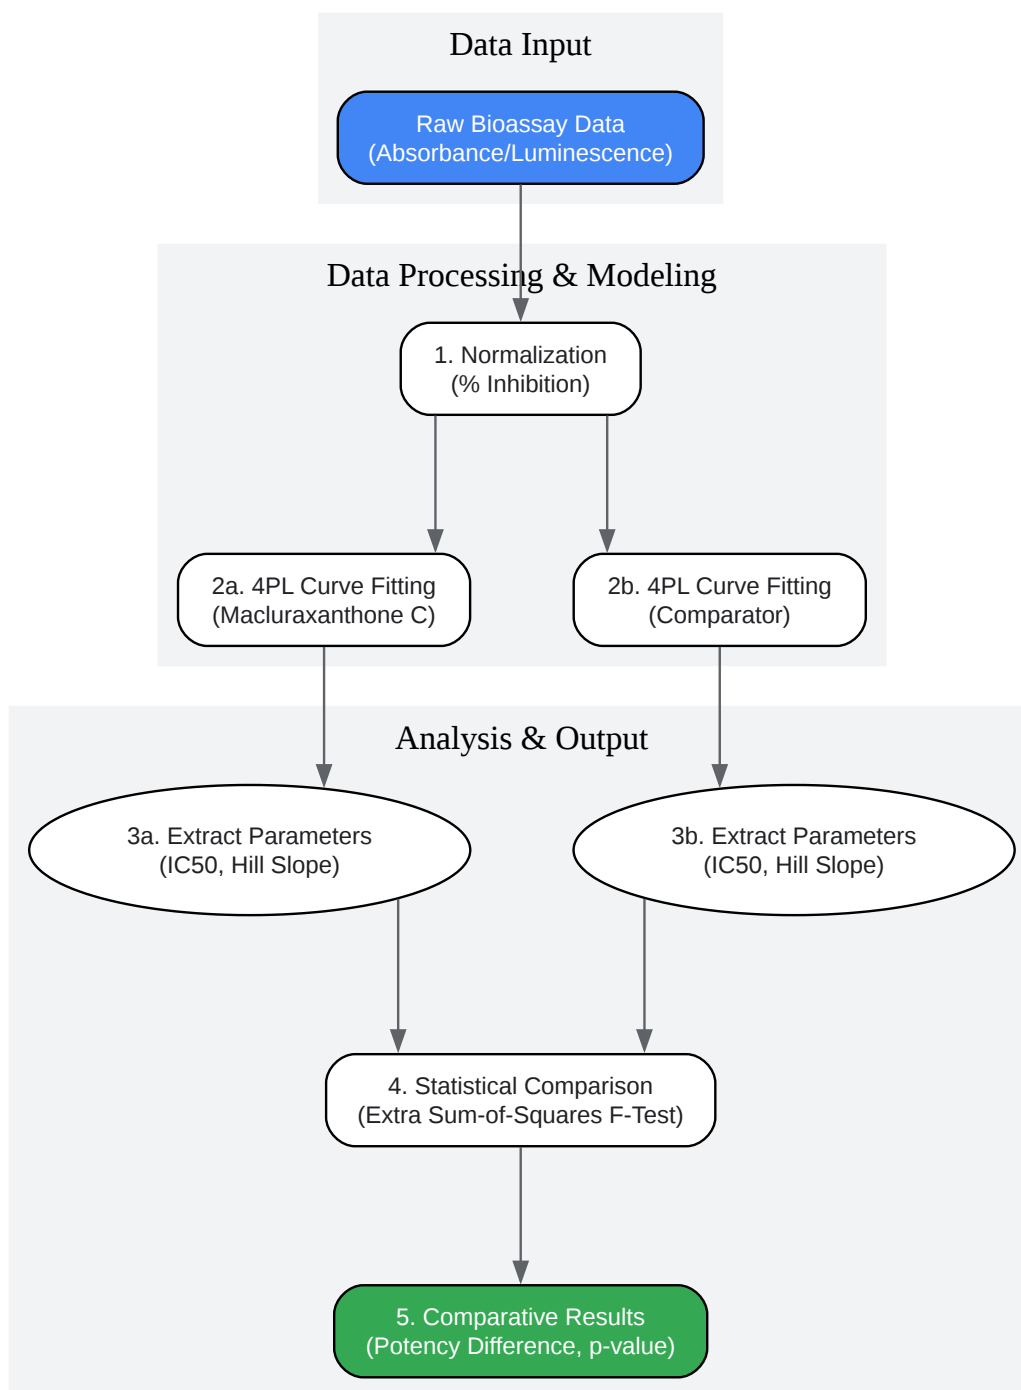 Data Input
Raw Bioassay Data
(Absorbance/Luminescence)
Data Processing & Modeling
1. Normalization
(% Inhibition)
2a. 4PL Curve Fitting
(Macluraxanthone C)
2b. 4PL Curve Fitting
(Comparator)
Analysis & Output
3a. Extract Parameters
(IC50, Hill Slope)
3b. Extract Parameters
(IC50, Hill Slope)
4. Statistical Comparison
(Extra Sum-of-Squares F-Test)
5. Comparative Results
(Potency Difference, p-value)